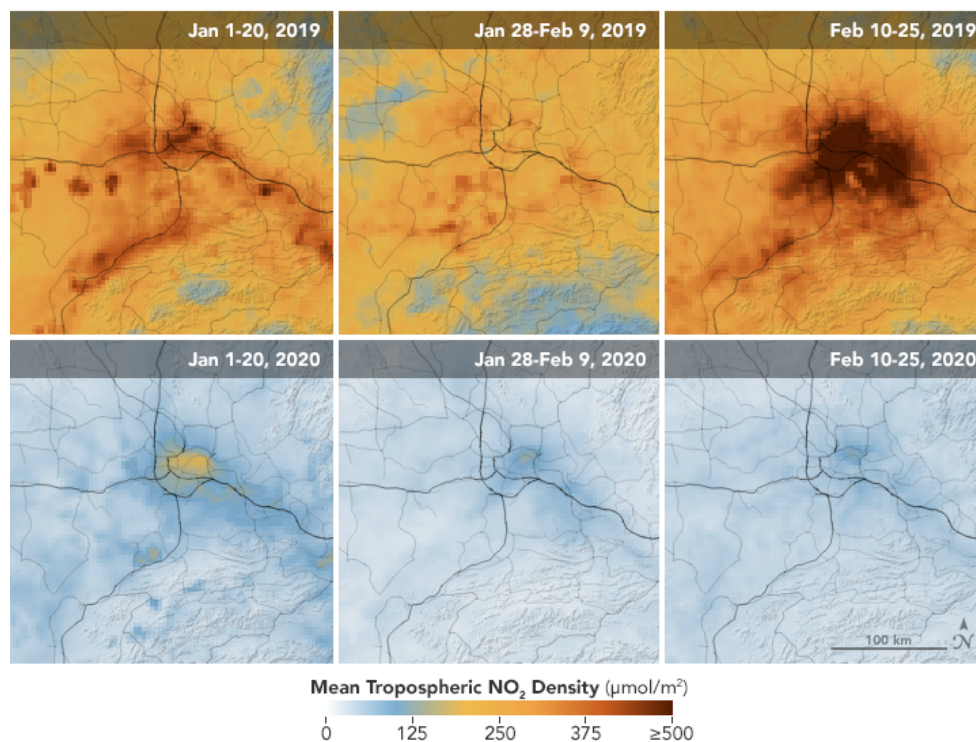 Jan 1-20, 2019
Jan 28-Feb 9, 2019
Feb 10-25, 2019
Jan 1-20, 2020
Jan 28-Feb 9, 2020
Feb 10-25, 2020
100 km
N
Mean Tropospheric NO₂ Density (μmol/m²)
0 125 250 375 ≥500